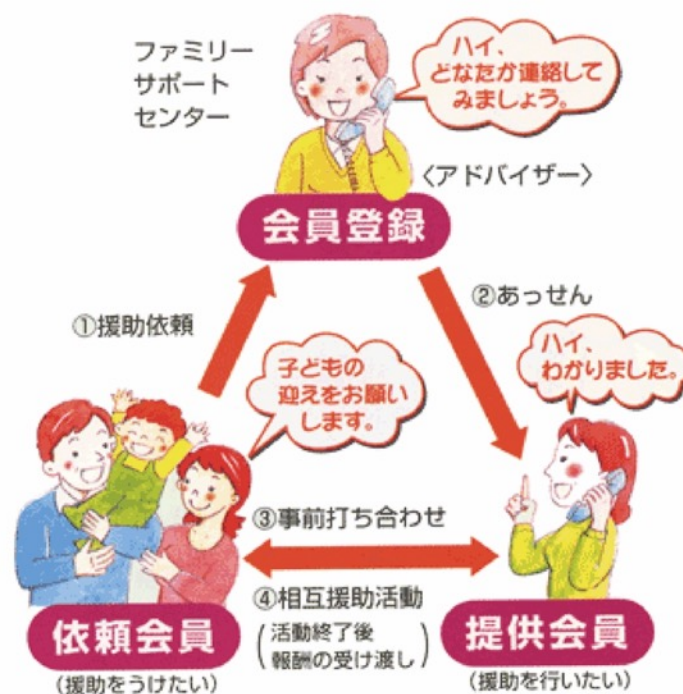 ファミリー
サポート
センター
ハイ、
どなたか連絡して
みましょう。
〈アドバイザー〉
会員登録
①援助依頼
②あっせん
子どもの
迎えをお願い
します。
ハイ、
わかりました。
③事前打ち合わせ
④相互援助活動
(活動終了後
報酬の受け渡し)
依頼会員
(援助をうけたい)
提供会員
(援助を行いたい)